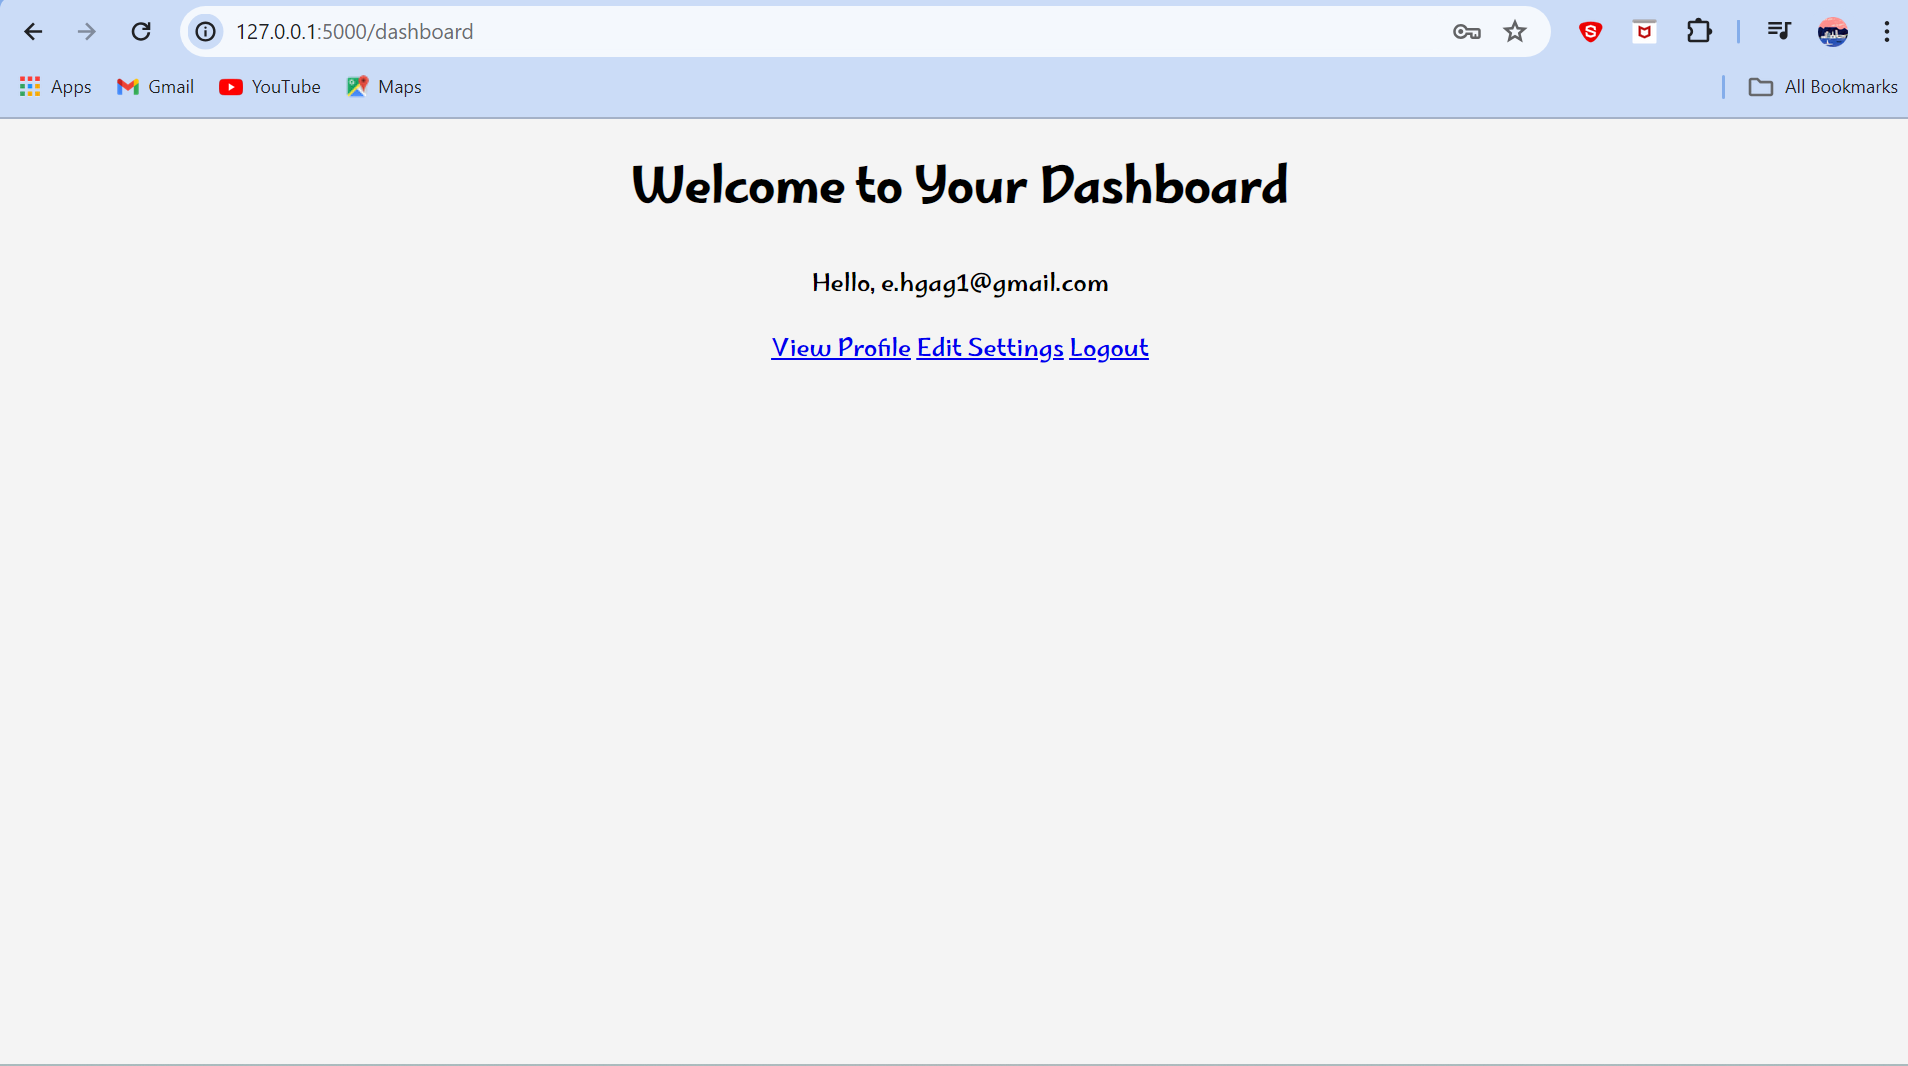 127.0.0.1:5000/dashboard
Apps Gmail YouTube Maps All Bookmarks
Welcome to Your Dashboard
Hello, e.hgag1@gmail.com
View Profile Edit Settings Logout